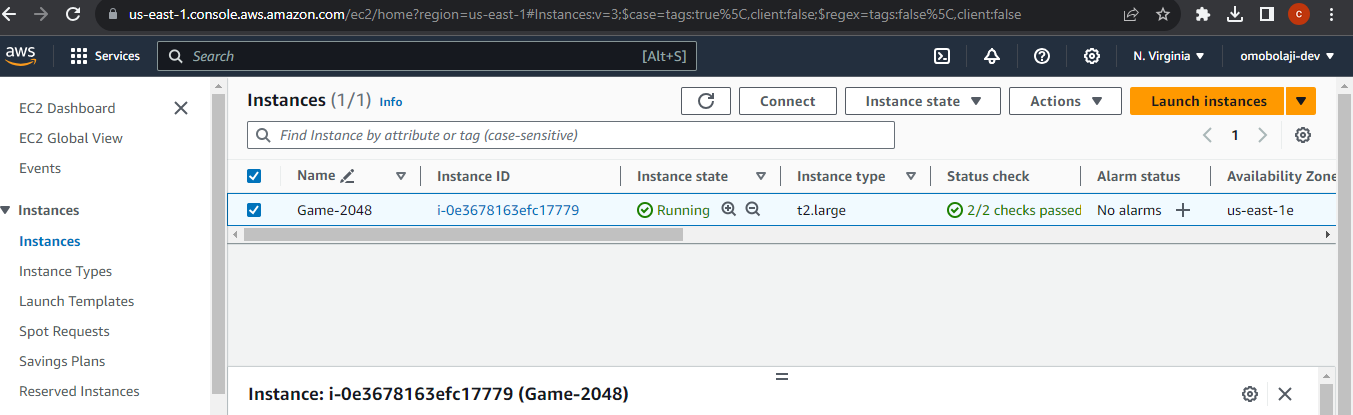 us-east-1.console.aws.amazon.com/ec2/home?region=us-east-1#Instances:v=3;$case=tags:true%5C,client:false;$regex=tags:false%5C,client:false
c
aws Services Search [Alt+S] N. Virginia omobolaji-dev
EC2 Dashboard
EC2 Global View
Events
Instances
Instances
Instance Types
Launch Templates
Spot Requests
Savings Plans
Reserved Instances
Instances (1/1) Info Connect Instance state Actions Launch instances
Find Instance by attribute or tag (case-sensitive) 1
Name Instance ID Instance state Instance type Status check Alarm status Availability Zone
Game-2048 i-0e3678163efc17779 Running t2.large 2/2 checks passed No alarms us-east-1e
Instance: i-0e3678163efc17779 (Game-2048)